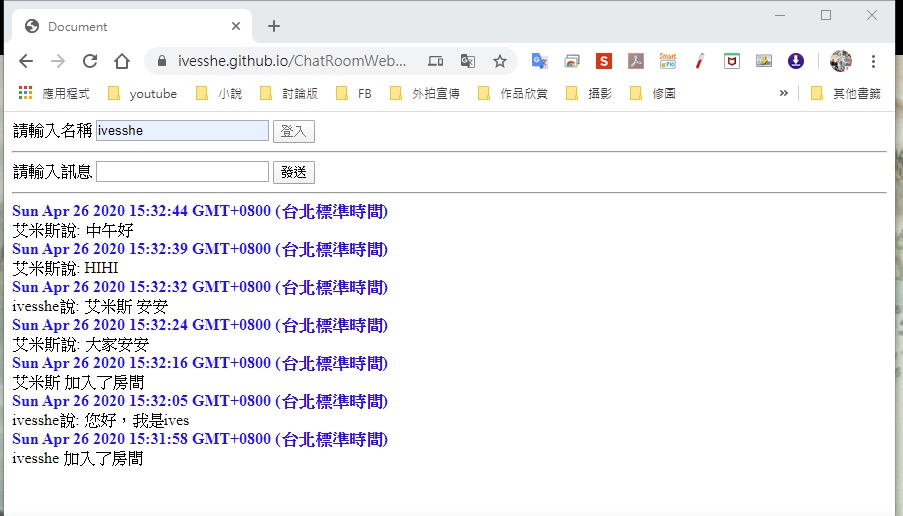 Document
ivesshe.github.io/ChatRoomWeb...
應用程式 youtube 小說 討論版 FB 外拍宣傳 作品欣賞 攝影 修圖 » 其他書籤
請輸入名稱 ivesshe 登入
請輸入訊息 發送
Sun Apr 26 2020 15:32:44 GMT+0800 (台北標準時間)
艾米斯說: 中午好
Sun Apr 26 2020 15:32:39 GMT+0800 (台北標準時間)
艾米斯說: HIHI
Sun Apr 26 2020 15:32:32 GMT+0800 (台北標準時間)
ivesshe說: 艾米斯 安安
Sun Apr 26 2020 15:32:24 GMT+0800 (台北標準時間)
艾米斯說: 大家安安
Sun Apr 26 2020 15:32:16 GMT+0800 (台北標準時間)
艾米斯 加入了房間
Sun Apr 26 2020 15:32:05 GMT+0800 (台北標準時間)
ivesshe說: 您好，我是ives
Sun Apr 26 2020 15:31:58 GMT+0800 (台北標準時間)
ivesshe 加入了房間